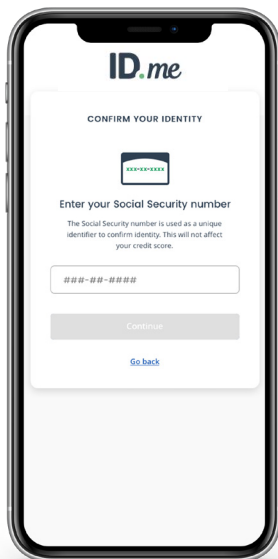 ID.me
CONFIRM YOUR IDENTITY
Enter your Social Security number
The Social Security number is used as a unique
identifier to confirm identity. This will not affect
your credit score.
###-##-####
Continue
Go back